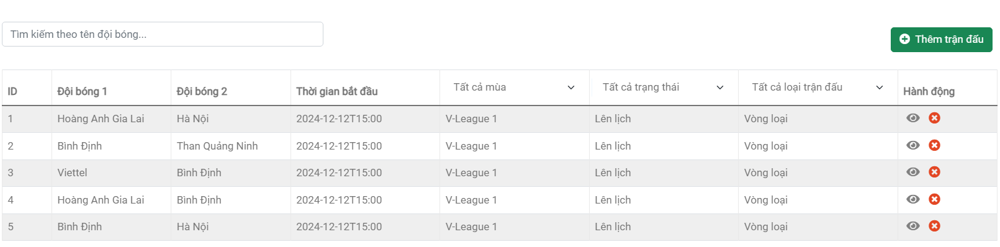 Tìm kiếm theo tên đội bóng...
Thêm trận đấu
ID Đội bóng 1 Đội bóng 2 Thời gian bắt đầu Tất cả mùa Tất cả trạng thái Tất cả loại trận đấu Hành động
1 Hoàng Anh Gia Lai Hà Nội 2024-12-12T15:00 V-League 1 Lên lịch Vòng loại
2 Bình Định Than Quảng Ninh 2024-12-12T15:00 V-League 1 Lên lịch Vòng loại
3 Viettel Bình Định 2024-12-12T15:00 V-League 1 Lên lịch Vòng loại
4 Hoàng Anh Gia Lai Bình Định 2024-12-12T15:00 V-League 1 Lên lịch Vòng loại
5 Bình Định Hà Nội 2024-12-12T15:00 V-League 1 Lên lịch Vòng loại